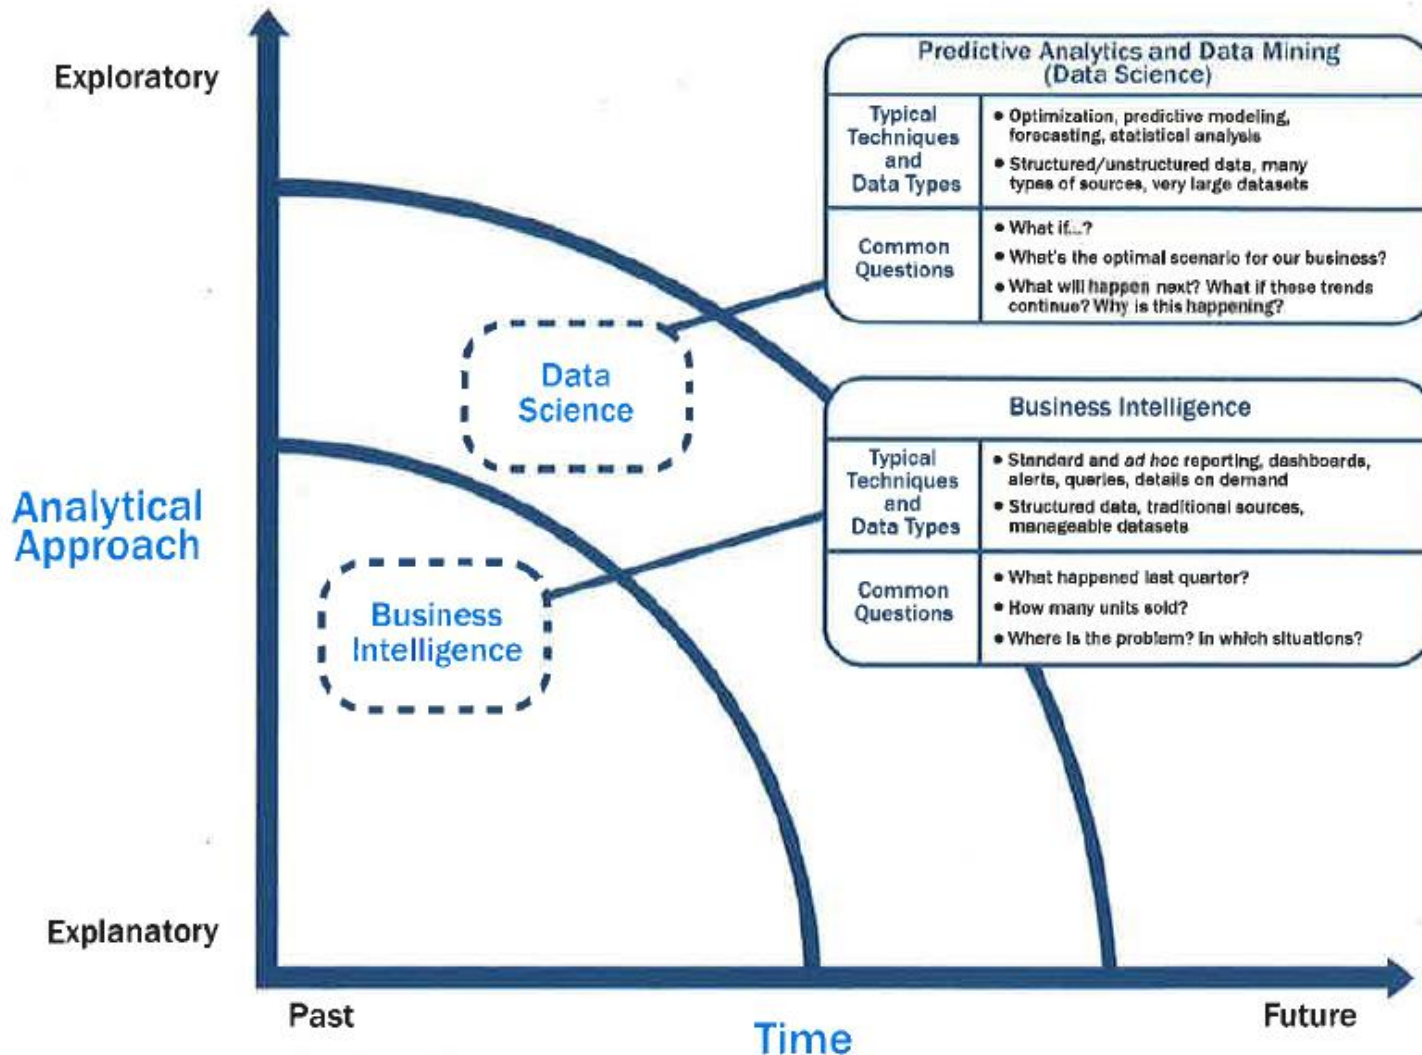 Exploratory
Predictive Analytics and Data Mining
(Data Science)
Typical
Techniques
and
Data Types
• Optimization, predictive modeling,
forecasting, statistical analysis
• Structured/unstructured data, many
types of sources, very large datasets
Common
Questions
• What if...?
• What's the optimal scenario for our business?
• What will happen next? What if these trends
continue? Why is this happening?
Data
Science
Business Intelligence
Typical
Techniques
and
Data Types
• Standard and ad hoc reporting, dashboards,
alerts, queries, details on demand
• Structured data, traditional sources,
manageable datasets
Common
Questions
• What happened last quarter?
• How many units sold?
• Where is the problem? In which situations?
Analytical
Approach
Business
Intelligence
Explanatory
Past
Time
Future